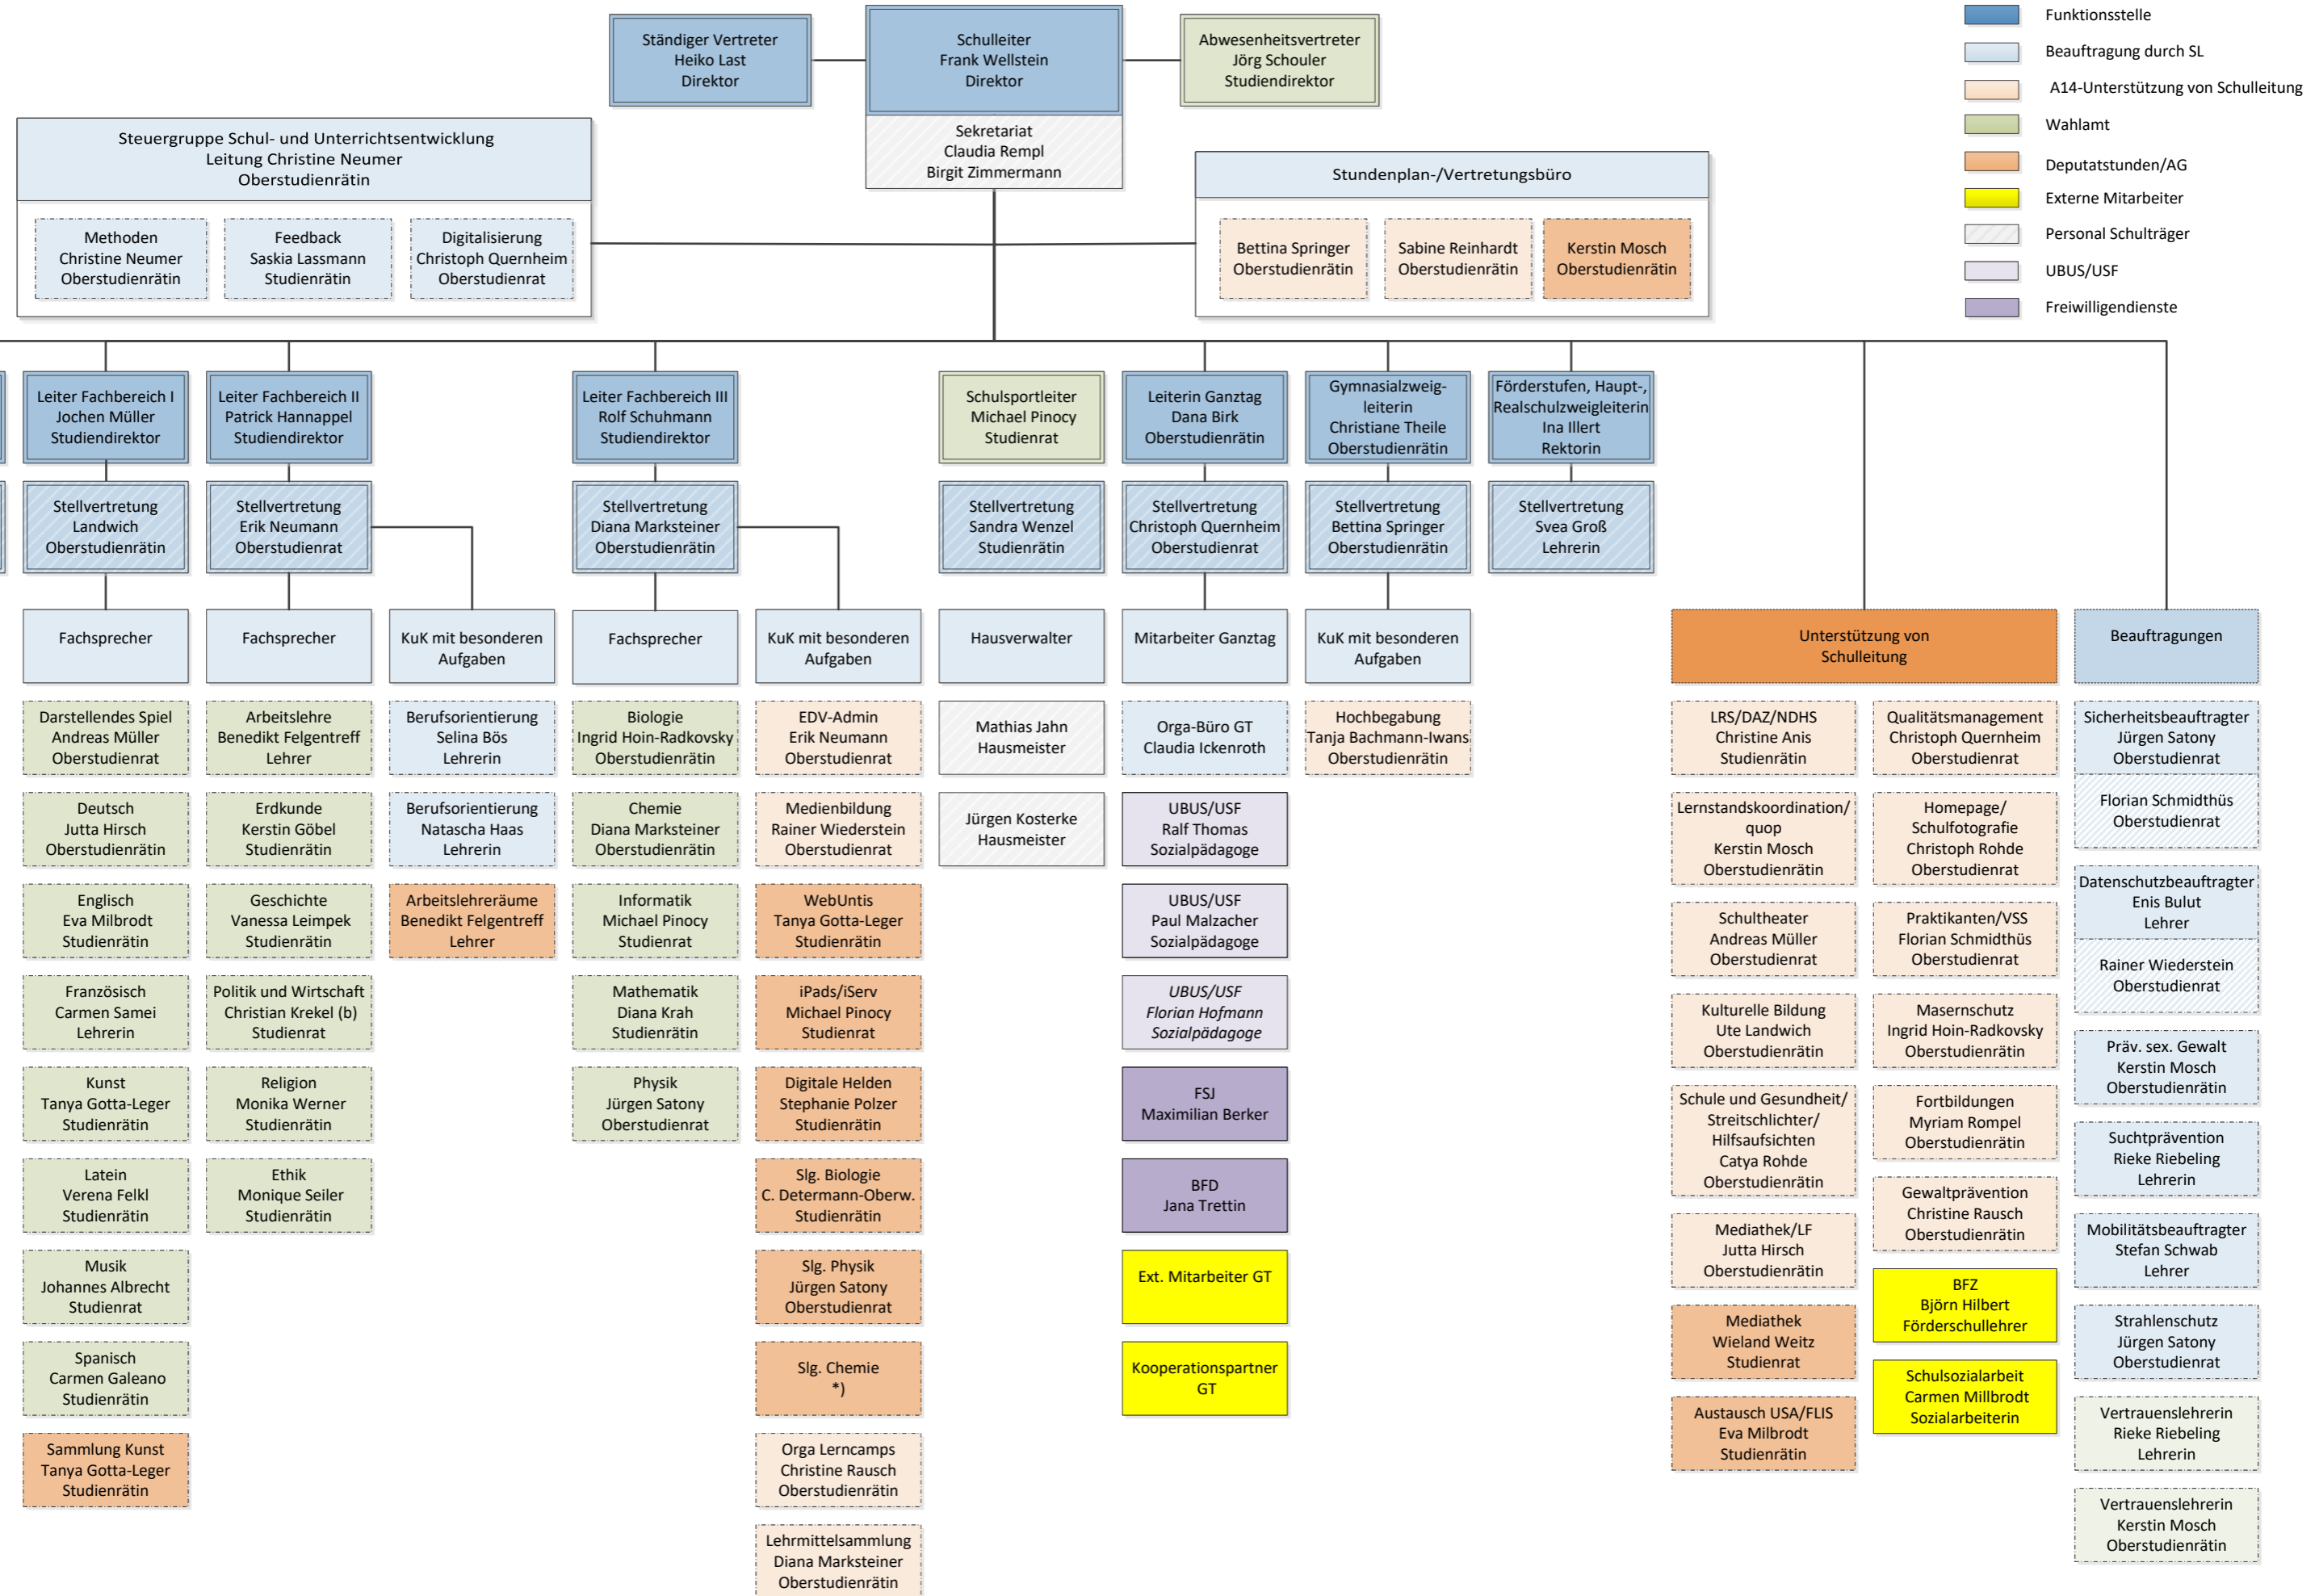 Ständiger Vertreter
Heiko Last
Direktor
Schulleiter
Frank Wellstein
Direktor
Abwesenheitsvertreter
Jörg Schouler
Studiendirektor
Sekretariat
Claudia Rempl
Birgit Zimmermann
Funktionsstelle
Beauftragung durch SL
A14-Unterstützung von Schulleitung
Wahlamt
Deputatstunden/AG
Externe Mitarbeiter
Personal Schulträger
UBUS/USF
Freiwilligendienste
Steuergruppe Schul- und Unterrichtsentwicklung
Leitung Christine Neumer
Oberstudienrätin
Methoden
Christine Neumer
Oberstudienrätin
Feedback
Saskia Lassmann
Studienrätin
Digitalisierung
Christoph Quernheim
Oberstudienrat
Stundenplan-/Vertretungsbüro
Bettina Springer
Oberstudienrätin
Sabine Reinhardt
Oberstudienrätin
Kerstin Mosch
Oberstudienrätin
Leiter Fachbereich I
Jochen Müller
Studiendirektor
Stellvertretung
Landwich
Oberstudienrätin
Fachsprecher
Darstellendes Spiel
Andreas Müller
Oberstudienrat
Deutsch
Jutta Hirsch
Oberstudienrätin
Englisch
Eva Milbrodt
Studienrätin
Französisch
Carmen Samei
Lehrerin
Kunst
Tanya Gotta-Leger
Studienrätin
Latein
Verena Felkl
Studienrätin
Musik
Johannes Albrecht
Studienrat
Spanisch
Carmen Galeano
Studienrätin
Sammlung Kunst
Tanya Gotta-Leger
Studienrätin
Leiter Fachbereich II
Patrick Hannappel
Studiendirektor
Stellvertretung
Erik Neumann
Oberstudienrat
Fachsprecher
Arbeitslehre
Benedikt Felgentreff
Lehrer
Erdkunde
Kerstin Göbel
Studienrätin
Geschichte
Vanessa Leimpek
Studienrätin
Politik und Wirtschaft
Christian Krekel (b)
Studienrat
Religion
Monika Werner
Studienrätin
Ethik
Monique Seiler
Studienrätin
KuK mit besonderen
Aufgaben
Berufsorientierung
Selina Bös
Lehrerin
Berufsorientierung
Natascha Haas
Lehrerin
Arbeitslehreräume
Benedikt Felgentreff
Lehrer
Leiter Fachbereich III
Rolf Schuhmann
Studiendirektor
Stellvertretung
Diana Marksteiner
Oberstudienrätin
Fachsprecher
Biologie
Ingrid Hoin-Radkovsky
Oberstudienrätin
Chemie
Diana Marksteiner
Oberstudienrätin
Informatik
Michael Pinocy
Studienrat
Mathematik
Diana Krah
Studienrätin
Physik
Jürgen Satony
Oberstudienrat
KuK mit besonderen
Aufgaben
EDV-Admin
Erik Neumann
Oberstudienrat
Medienbildung
Rainer Wiederstein
Oberstudienrat
WebUntis
Tanya Gotta-Leger
Studienrätin
iPads/iServ
Michael Pinocy
Studienrat
Digitale Helden
Stephanie Polzer
Studienrätin
Slg. Biologie
C. Determann-Oberw.
Studienrätin
Slg. Physik
Jürgen Satony
Oberstudienrat
Slg. Chemie
*)
Orga Lerncamps
Christine Rausch
Oberstudienrätin
Lehrmittelsammlung
Diana Marksteiner
Oberstudienrätin
Schulsportleiter
Michael Pinocy
Studienrat
Stellvertretung
Sandra Wenzel
Studienrätin
Hausverwalter
Mathias Jahn
Hausmeister
Jürgen Kosterke
Hausmeister
Leiterin Ganztag
Dana Birk
Oberstudienrätin
Stellvertretung
Christoph Quernheim
Oberstudienrat
Mitarbeiter Ganztag
Orga-Büro GT
Claudia Ickenroth
UBUS/USF
Ralf Thomas
Sozialpädagoge
UBUS/USF
Paul Malzacher
Sozialpädagoge
UBUS/USF
Florian Hofmann
Sozialpädagoge
FSJ
Maximilian Berker
BFD
Jana Trettin
Ext. Mitarbeiter GT
Kooperationspartner
GT
Gymnasialzweig-
leiterin
Christiane Theile
Oberstudienrätin
Stellvertretung
Bettina Springer
Oberstudienrätin
KuK mit besonderen
Aufgaben
Hochbegabung
Tanja Bachmann-Iwans
Oberstudienrätin
Förderstufen, Haupt-,
Realschulzweigleiterin
Ina Illert
Rektorin
Stellvertretung
Svea Groß
Lehrerin
Unterstützung von
Schulleitung
LRS/DAZ/NDHS
Christine Anis
Studienrätin
Lernstandskoordination/
quop
Kerstin Mosch
Oberstudienrätin
Schultheater
Andreas Müller
Oberstudienrat
Kulturelle Bildung
Ute Landwich
Oberstudienrätin
Schule und Gesundheit/
Streitschlichter/
Hilfsaufsichten
Catya Rohde
Oberstudienrätin
Mediathek/LF
Jutta Hirsch
Oberstudienrätin
Mediathek
Wieland Weitz
Studienrat
Austausch USA/FLIS
Eva Milbrodt
Studienrätin
Qualitätsmanagement
Christoph Quernheim
Oberstudienrat
Homepage/
Schulfotografie
Christoph Rohde
Oberstudienrat
Praktikanten/VSS
Florian Schmidthüs
Oberstudienrat
Masernschutz
Ingrid Hoin-Radkovsky
Oberstudienrätin
Fortbildungen
Myriam Rompel
Oberstudienrätin
Gewaltprävention
Christine Rausch
Oberstudienrätin
BFZ
Björn Hilbert
Förderschullehrer
Schulsozialarbeit
Carmen Millbrodt
Sozialarbeiterin
Beauftragungen
Sicherheitsbeauftragter
Jürgen Satony
Oberstudienrat
Florian Schmidthüs
Oberstudienrat
Datenschutzbeauftragter
Enis Bulut
Lehrer
Rainer Wiederstein
Oberstudienrat
Präv. sex. Gewalt
Kerstin Mosch
Oberstudienrätin
Suchtprävention
Rieke Riebeling
Lehrerin
Mobilitätsbeauftragter
Stefan Schwab
Lehrer
Strahlenschutz
Jürgen Satony
Oberstudienrat
Vertrauenslehrerin
Rieke Riebeling
Lehrerin
Vertrauenslehrerin
Kerstin Mosch
Oberstudienrätin